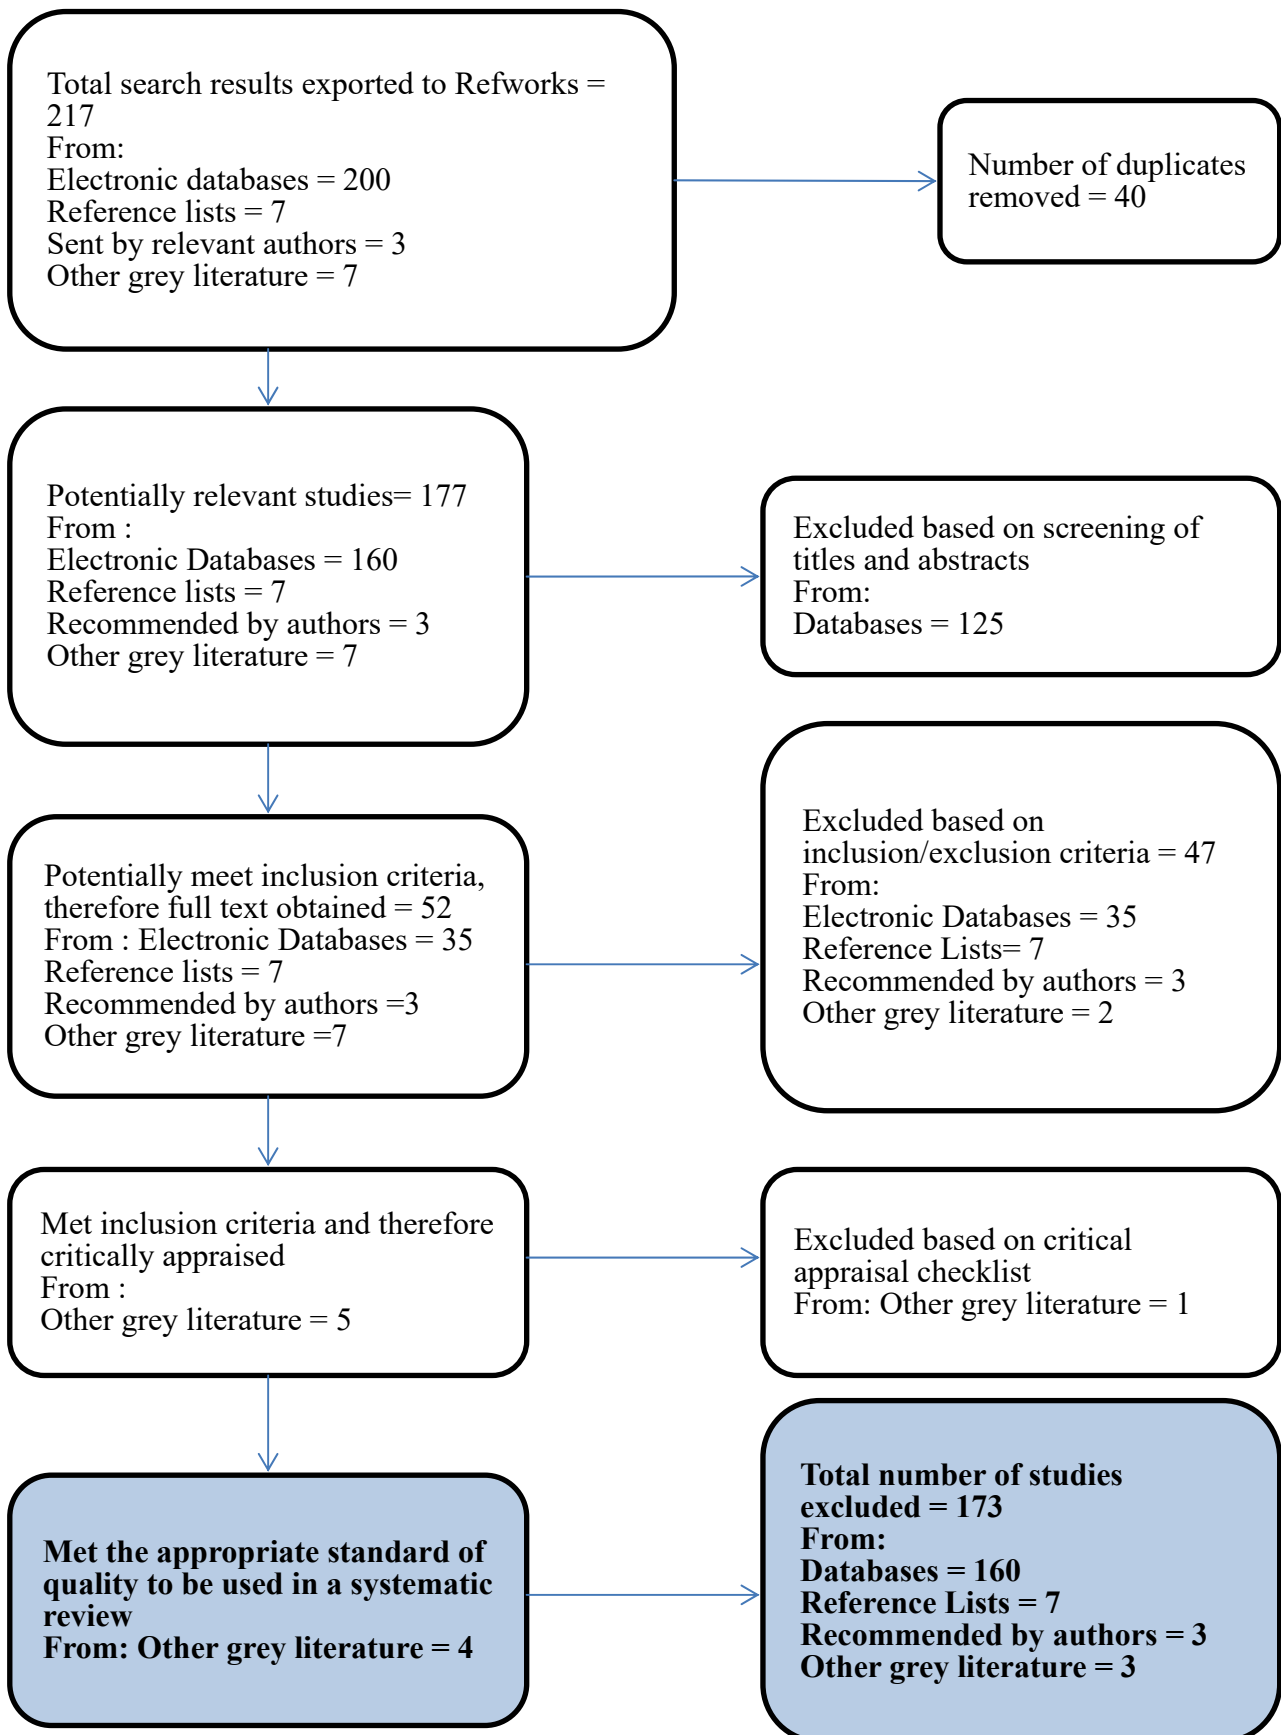 Total search results exported to Refworks =
217
From:
Electronic databases = 200
Reference lists = 7
Sent by relevant authors = 3
Other grey literature = 7
Number of duplicates
removed = 40
Potentially relevant studies= 177
From :
Electronic Databases = 160
Reference lists = 7
Recommended by authors = 3
Other grey literature = 7
Excluded based on screening of
titles and abstracts
From:
Databases = 125
Potentially meet inclusion criteria,
therefore full text obtained = 52
From : Electronic Databases = 35
Reference lists = 7
Recommended by authors =3
Other grey literature =7
Excluded based on
inclusion/exclusion criteria = 47
From:
Electronic Databases = 35
Reference Lists= 7
Recommended by authors = 3
Other grey literature = 2
Met inclusion criteria and therefore
critically appraised
From :
Other grey literature = 5
Excluded based on critical
appraisal checklist
From: Other grey literature = 1
Met the appropriate standard of
quality to be used in a systematic
review
From: Other grey literature = 4
Total number of studies
excluded = 173
From:
Databases = 160
Reference Lists = 7
Recommended by authors = 3
Other grey literature = 3